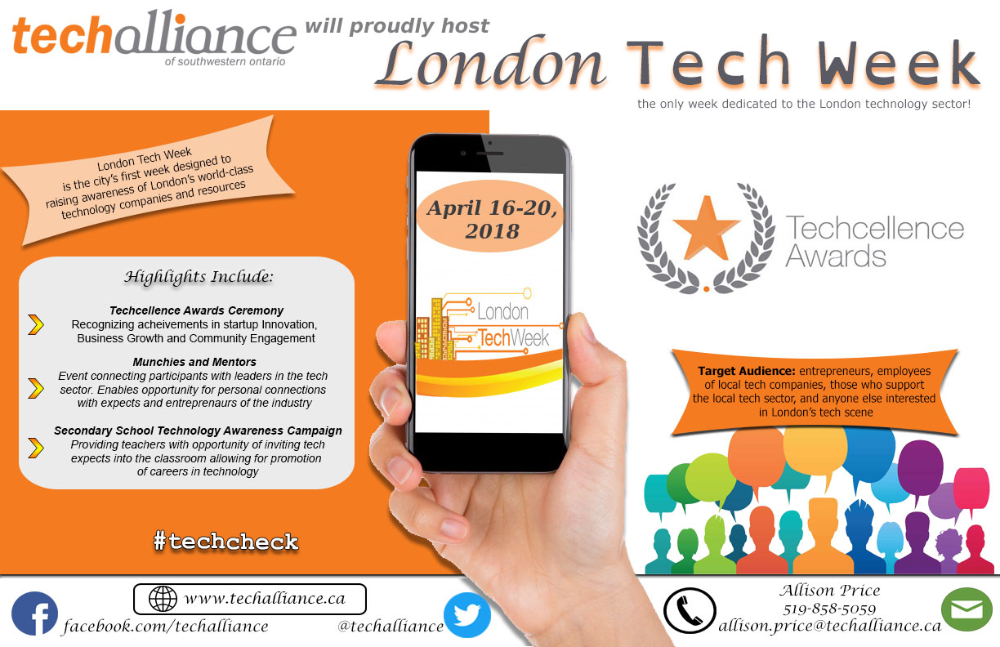 techalliance
of southwestern ontario
will proudly host
London Tech Week
the only week dedicated to the London technology sector!
London Tech Week
is the city's first week designed to
raising awareness of London's world-class
technology companies and resources
April 16-20,
2018
London
TechWeek
Techcellence
Awards
Highlights Include:
Techcellence Awards Ceremony
Recognizing acheivements in startup Innovation,
Business Growth and Community Engagement
Munchies and Mentors
Event connecting participants with leaders in the tech
sector. Enables opportunity for personal connections
with expects and entreprenaurs of the industry
Secondary School Technology Awareness Campaign
Providing teachers with opportunity of inviting tech
expects into the classroom allowing for promotion
of careers in technology
#techcheck
Target Audience: entrepreneurs, employees
of local tech companies, those who support
the local tech sector, and anyone else interested
in London's tech scene
www.techalliance.ca
facebook.com/techalliance
@techalliance
Allison Price
519-858-5059
allison.price@techalliance.ca